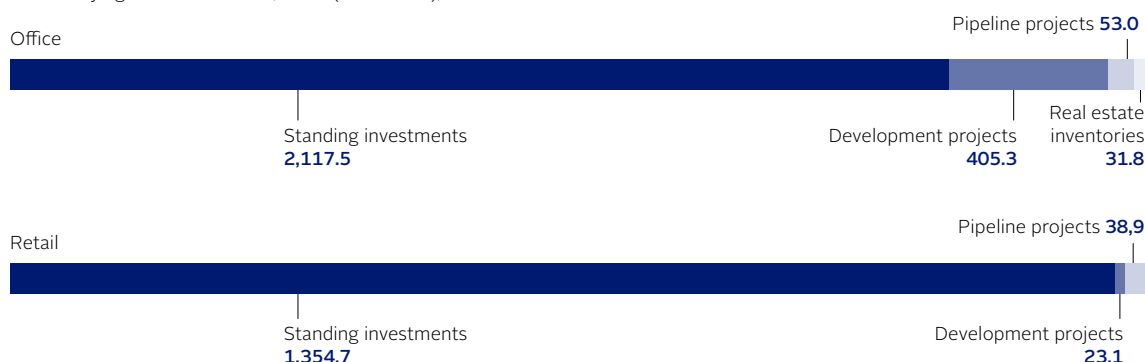 Pipeline projects 53.0
Office
Standing investments
2,117.5
Development projects
405.3
Real estate
inventories
31.8
Pipeline projects 38,9
Retail
Standing investments
1,354.7
Development projects
23.1